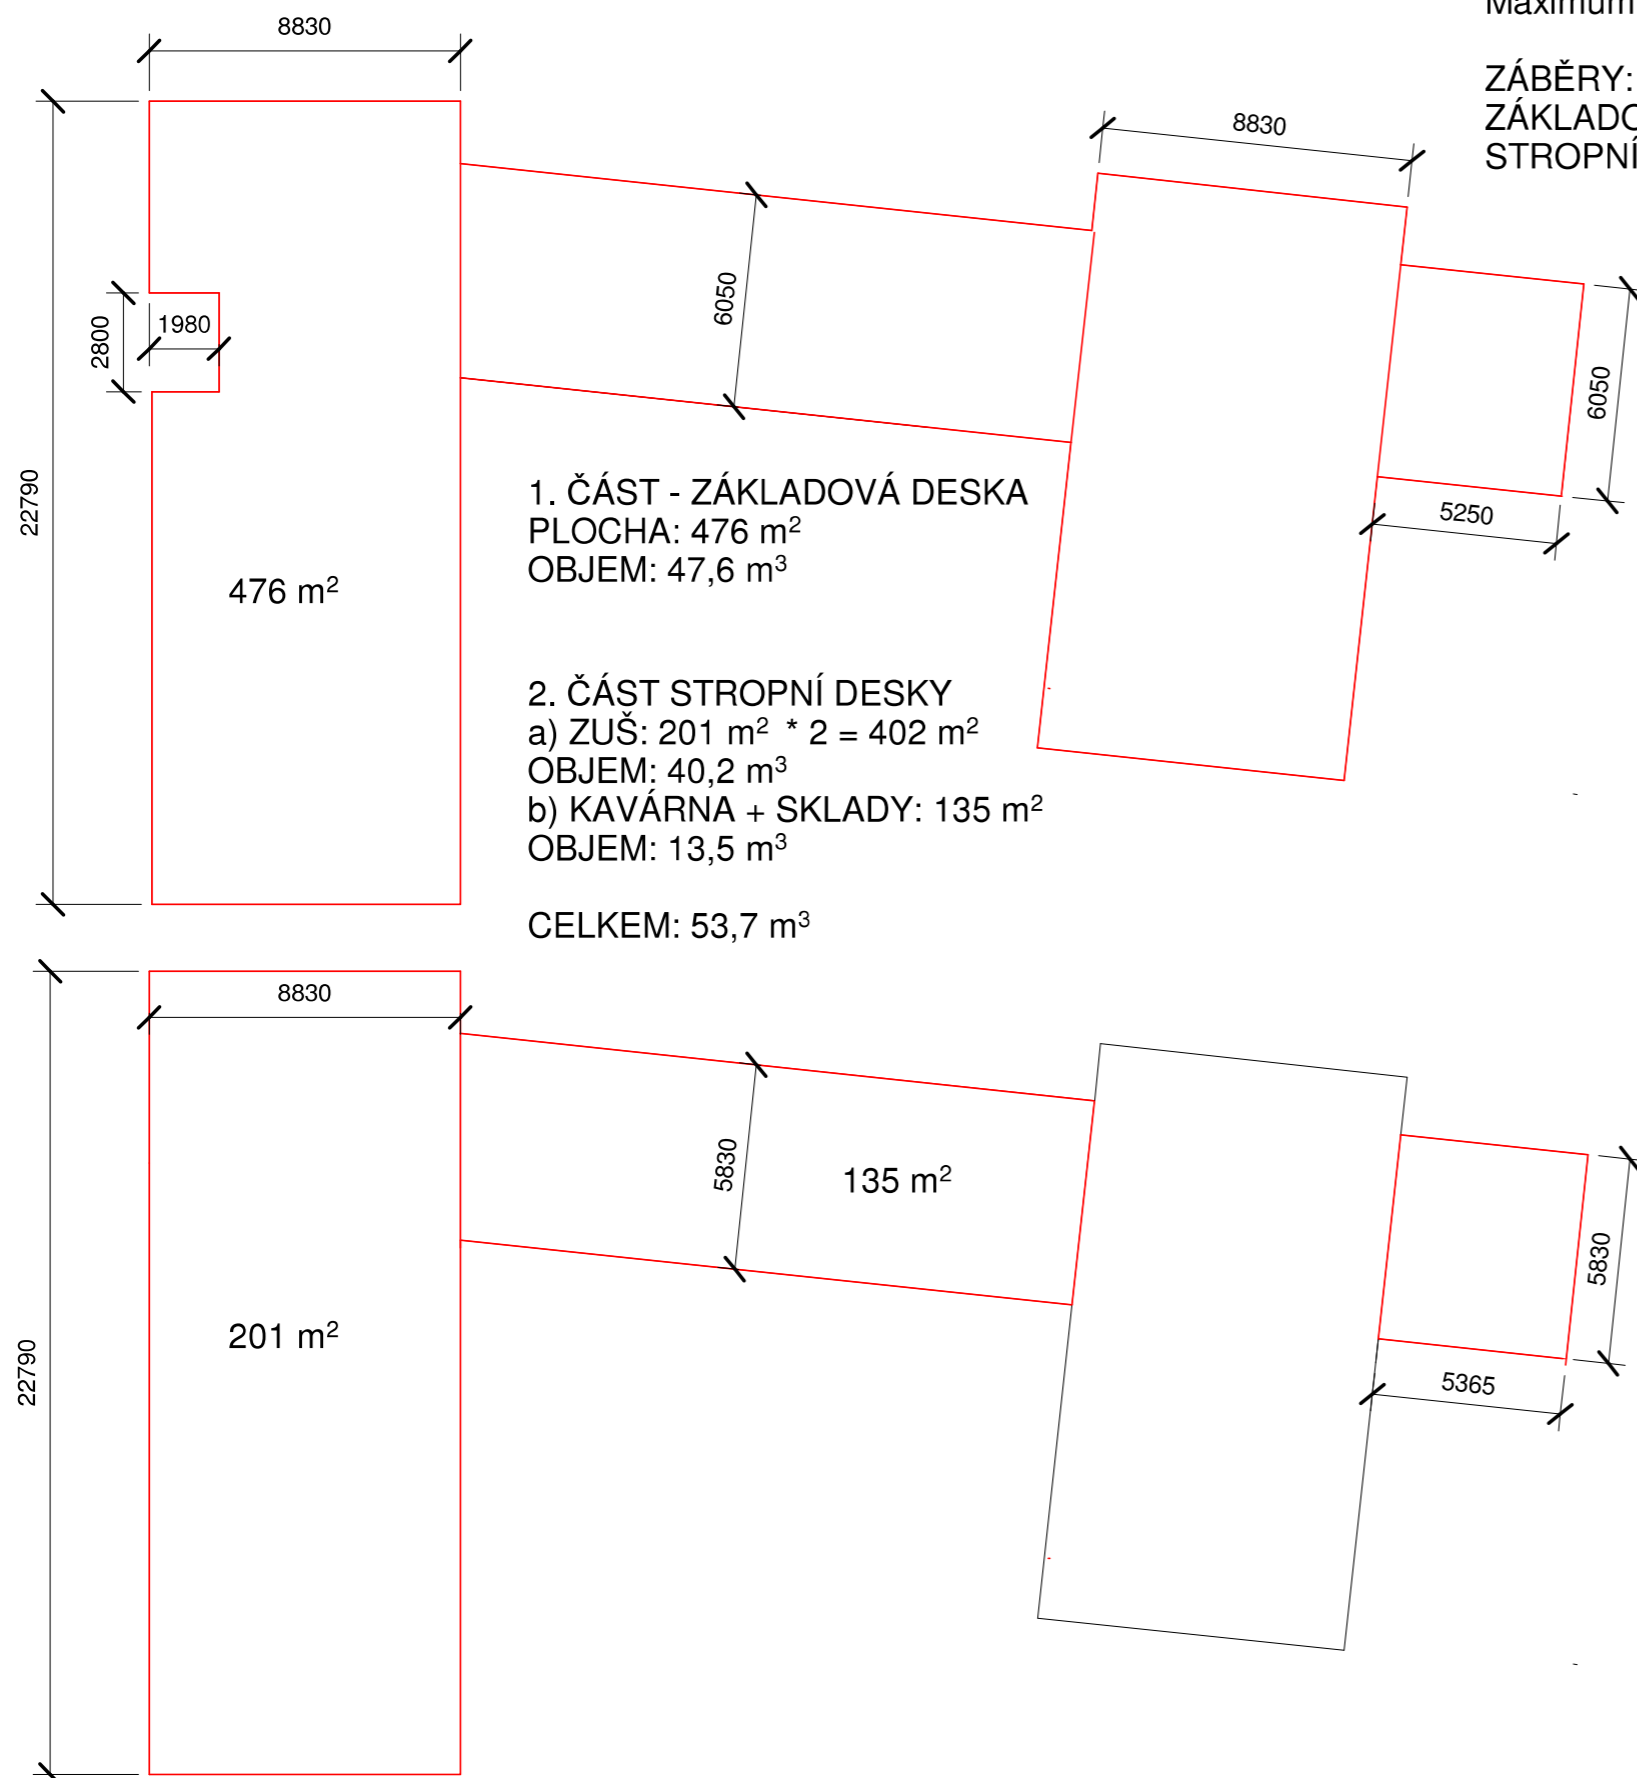 Maximum
ZÁBĚRY:
STROPNÍ
8830
8830
22790
2800
1980
6050
6050
5250
476 m²
1. ČÁST - ZÁKLADOVÁ DESKA
PLOCHA: 476 m²
OBJEM: 47,6 m³
2. ČÁST STROPNÍ DESKY
a) ZUŠ: 201 m² * 2 = 402 m²
OBJEM: 40,2 m³
b) KAVÁRNA + SKLADY: 135 m²
OBJEM: 13,5 m³
CELKEM: 53,7 m³
8830
22790
5830
135 m²
5830
5365
201 m²